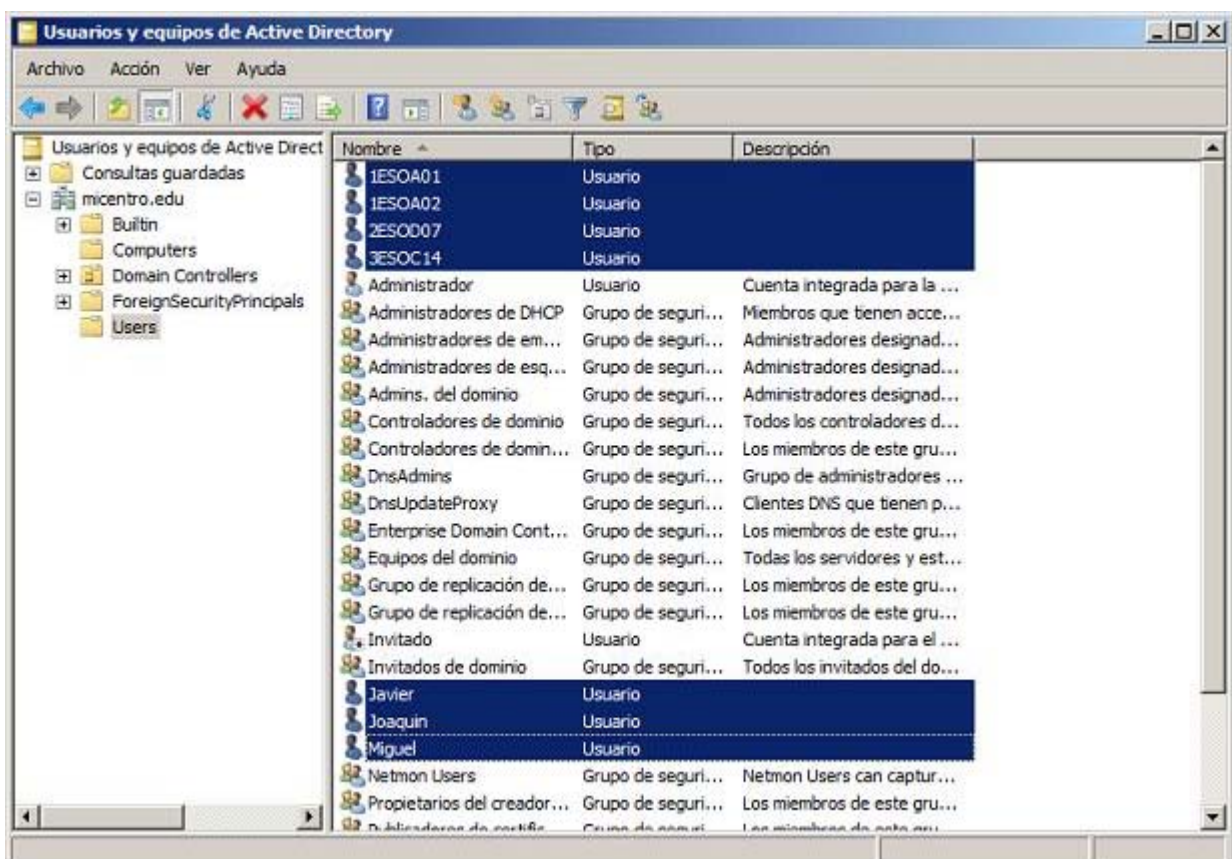 Usuarios y equipos de Active Directory
Archivo Acción Ver Ayuda
Usuarios y equipos de Active Direct
Consultas guardadas
micentro.edu
Builtin
Computers
Domain Controllers
ForeignSecurityPrincipals
Users
Nombre Tipo Descripción
1ESOA01 Usuario
1ESOA02 Usuario
2ESOD07 Usuario
3ESOC14 Usuario
Administrador Usuario Cuenta integrada para la ...
Administradores de DHCP Grupo de seguri... Miembros que tienen acce...
Administradores de em... Grupo de seguri... Administradores designad...
Administradores de esq... Grupo de seguri... Administradores designad...
Admins. del dominio Grupo de seguri... Administradores designad...
Controladores de dominio Grupo de seguri... Todos los controladores d...
Controladores de domin... Grupo de seguri... Los miembros de este gru...
DnsAdmins Grupo de seguri... Grupo de administradores ...
DnsUpdateProxy Grupo de seguri... Clientes DNS que tienen p...
Enterprise Domain Cont... Grupo de seguri... Los miembros de este gru...
Equipos del dominio Grupo de seguri... Todas los servidores y est...
Grupo de replicación de... Grupo de seguri... Los miembros de este gru...
Grupo de replicación de... Grupo de seguri... Los miembros de este gru...
Invitado Usuario Cuenta integrada para el ...
Invitados de dominio Grupo de seguri... Todos los invitados del do...
Javier Usuario
Joaquin Usuario
Miguel Usuario
Netmon Users Grupo de seguri... Netmon Users can captur...
Propietarios del creador... Grupo de seguri... Los miembros de este gru...